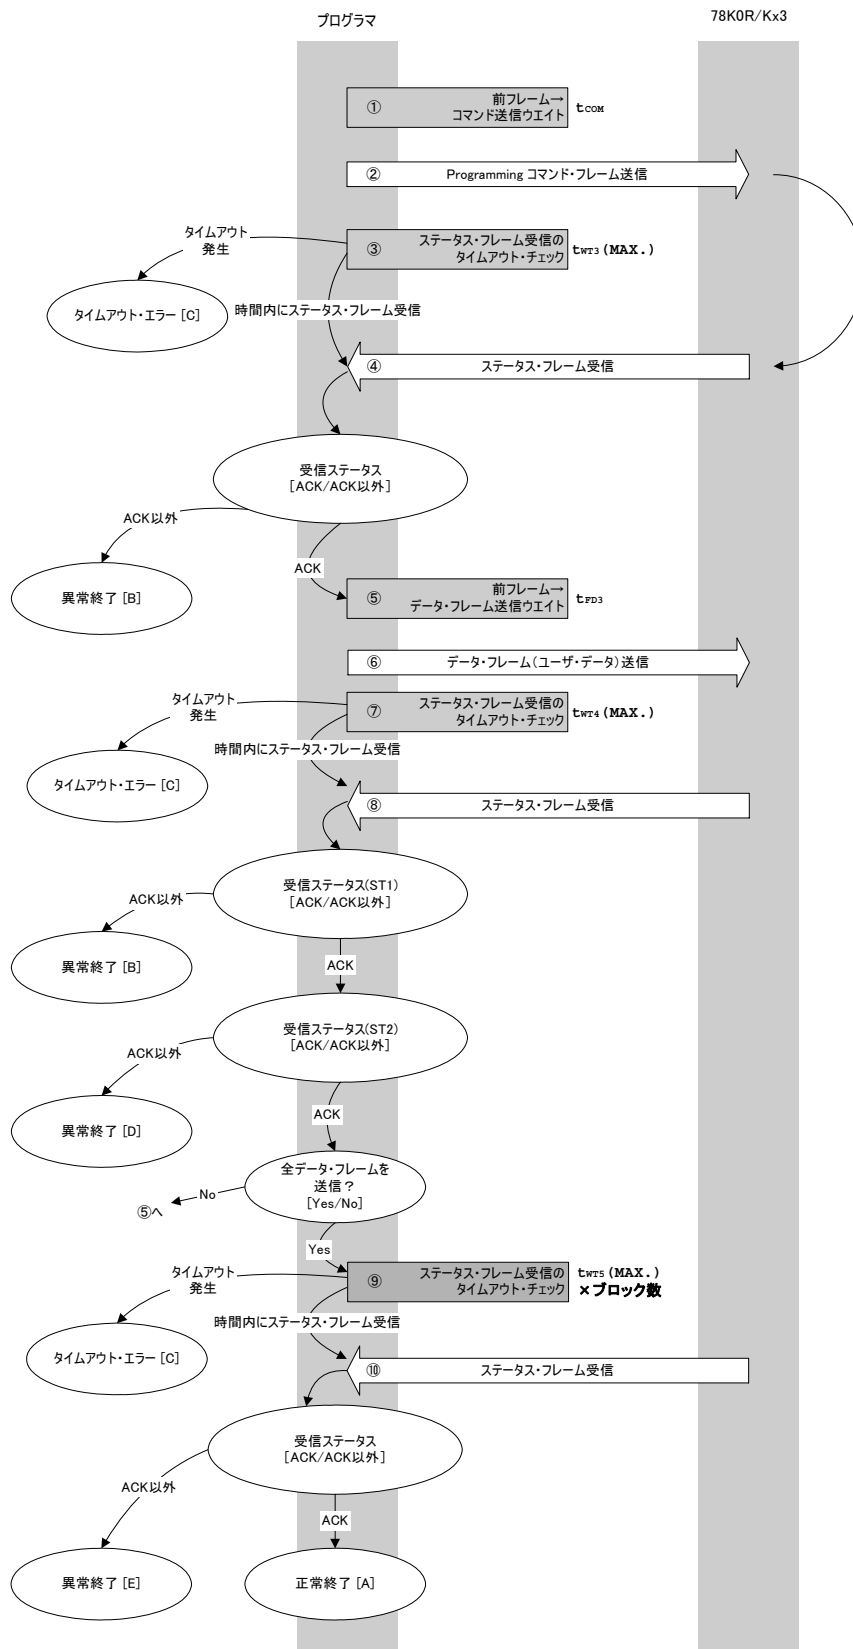 プログラマ
78K0R/Kx3
① 前フレーム→
コマンド送信ウエイト
tCOM
② Programming コマンド・フレーム送信
タイムアウト
発生
③ ステータス・フレーム受信の
タイムアウト・チェック
tWT3 (MAX.)
タイムアウト・エラー [C]
時間内にステータス・フレーム受信
④ ステータス・フレーム受信
受信ステータス
[ACK/ACK以外]
ACK以外
ACK
異常終了 [B]
⑤ 前フレーム→
データ・フレーム送信ウエイト
tFD3
⑥ データ・フレーム（ユーザ・データ）送信
タイムアウト
発生
⑦ ステータス・フレーム受信の
タイムアウト・チェック
tWT4 (MAX.)
時間内にステータス・フレーム受信
タイムアウト・エラー [C]
⑧ ステータス・フレーム受信
受信ステータス(ST1)
[ACK/ACK以外]
ACK以外
異常終了 [B]
ACK
受信ステータス(ST2)
[ACK/ACK以外]
ACK以外
異常終了 [D]
ACK
全データ・フレームを
送信？
[Yes/No]
No
⑤へ
Yes
タイムアウト
発生
⑨ ステータス・フレーム受信の
タイムアウト・チェック
tWT5 (MAX.)
×ブロック数
時間内にステータス・フレーム受信
タイムアウト・エラー [C]
⑩ ステータス・フレーム受信
受信ステータス
[ACK/ACK以外]
ACK以外
ACK
異常終了 [E]
正常終了 [A]